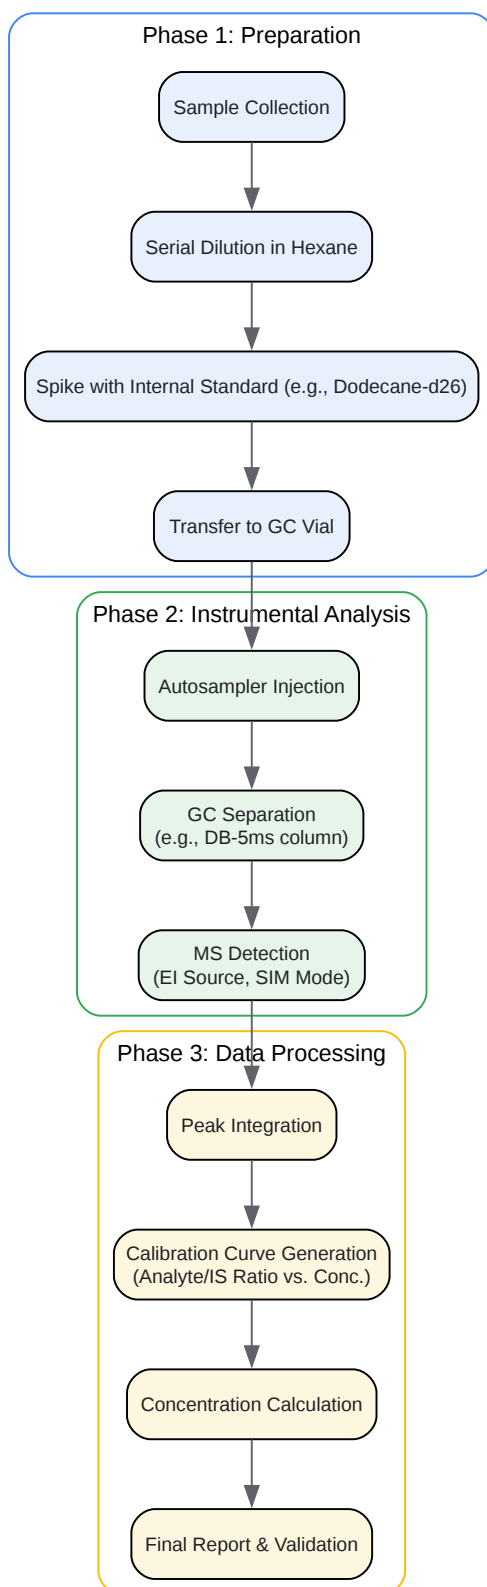 Phase 1: Preparation
Sample Collection
Serial Dilution in Hexane
Spike with Internal Standard (e.g., Dodecane-d26)
Transfer to GC Vial
Phase 2: Instrumental Analysis
Autosampler Injection
GC Separation
(e.g., DB-5ms column)
MS Detection
(EI Source, SIM Mode)
Phase 3: Data Processing
Peak Integration
Calibration Curve Generation
(Analyte/IS Ratio vs. Conc.)
Concentration Calculation
Final Report & Validation